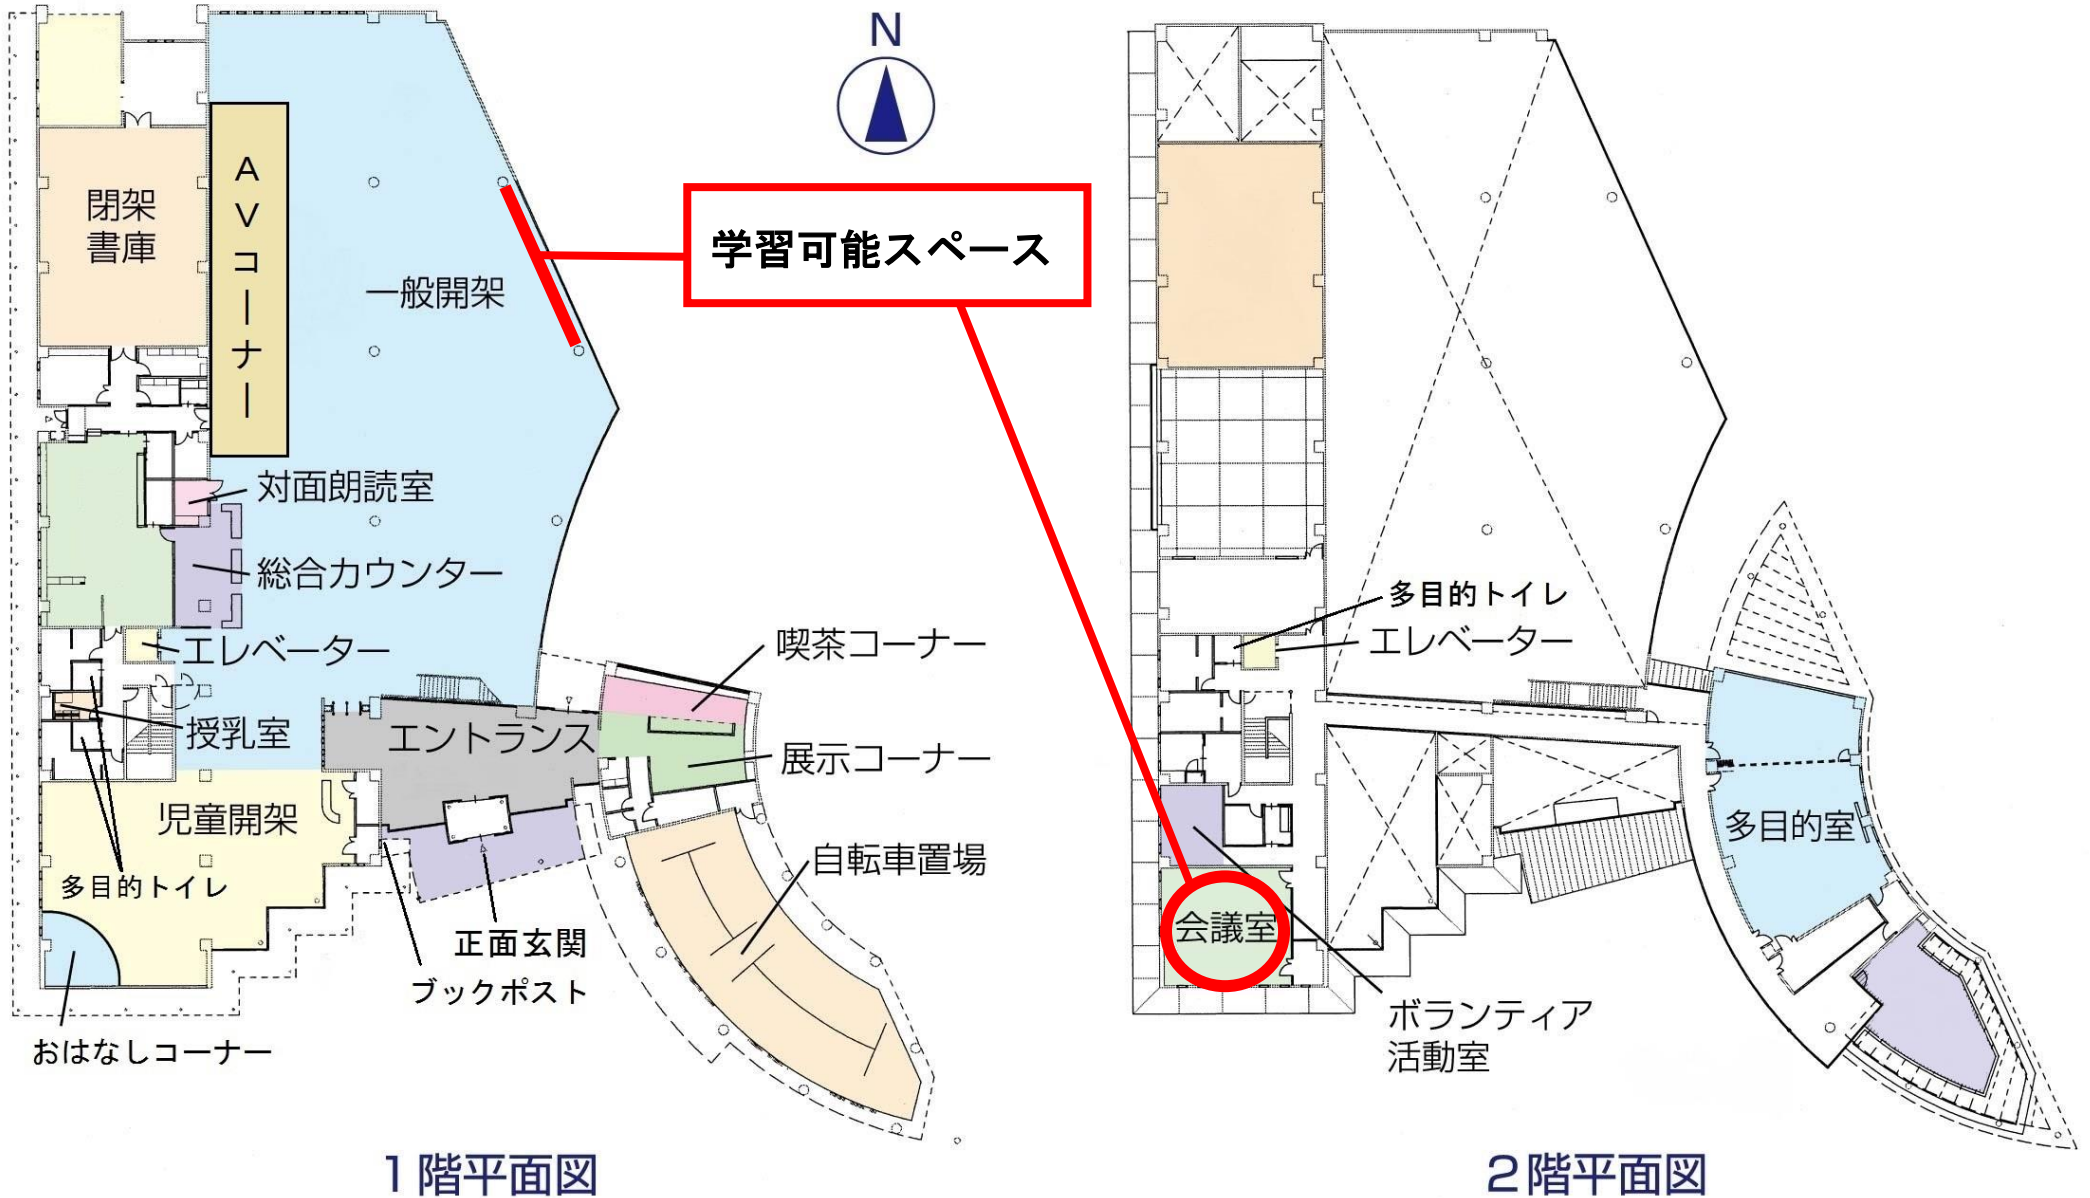 N
閉架
書庫
AVコーナー
一般開架
学習可能スペース
対面朗読室
総合カウンター
エレベーター
授乳室
エントランス
喫茶コーナー
展示コーナー
児童開架
多目的トイレ
自転車置場
正面玄関
ブックポスト
おはなしコーナー
1階平面図
多目的トイレ
エレベーター
多目的室
会議室
ボランティア
活動室
2階平面図